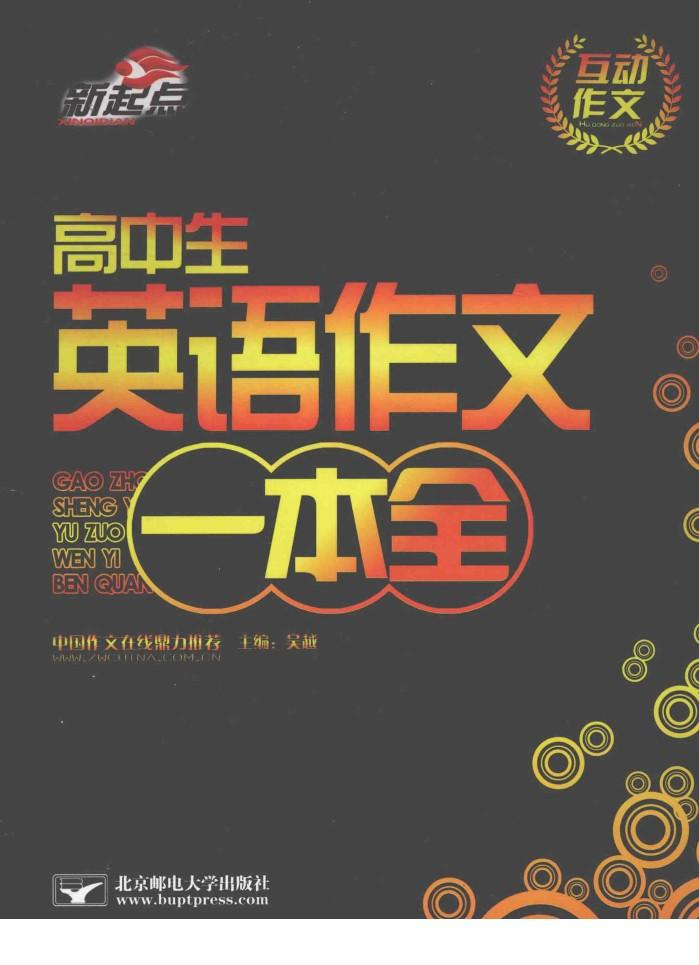 新起点
XINQIDIAN
互动
作文
HU DONG ZUO WEN
高中生
英语作文
一本全
GAO ZHO
SHENG Y
YU ZUO
WEN YI
BEN QUAN
中国作文在线鼎力推荐 主编：吴越
WWW.ZWCHINA.COM.CN
北京邮电大学出版社
www.buptpress.com